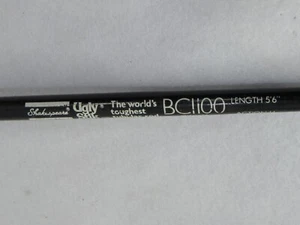 Shakespeare
Ugly
Stik
The world's
toughest
BC1100
LENGTH 5'6"